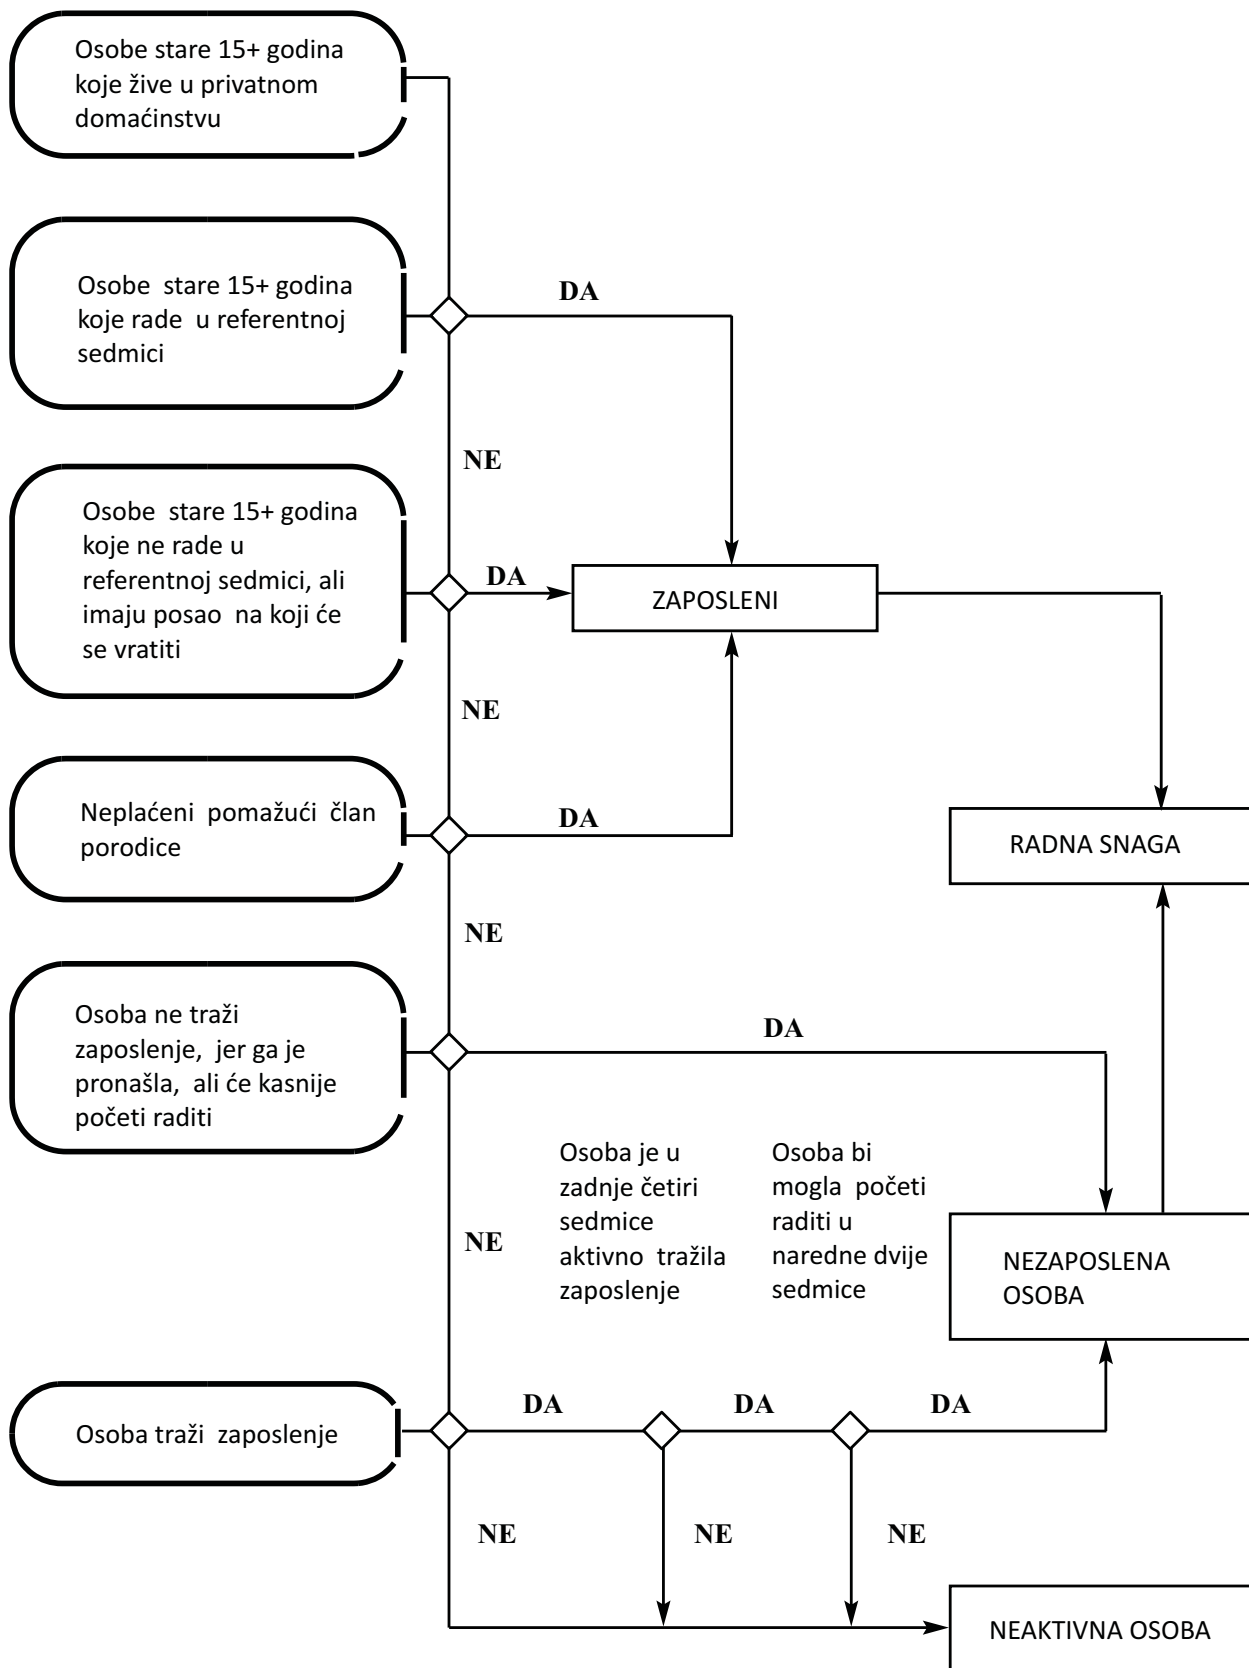 Osobe stare 15+ godina
koje žive u privatnom
domaćinstvu
Osobe stare 15+ godina
koje rade u referentnoj
sedmici
DA
NE
Osobe stare 15+ godina
koje ne rade u
referentnoj sedmici, ali
imaju posao na koji će
se vratiti
DA
ZAPOSLENI
NE
Neplaćeni pomažući član
porodice
DA
RADNA SNAGA
NE
Osoba ne traži
zaposlenje, jer ga je
pronašla, ali će kasnije
početi raditi
DA
NE
Osoba je u
zadnje četiri
sedmice
aktivno tražila
zaposlenje
Osoba bi
mogla početi
raditi u
naredne dvije
sedmice
NEZAPOSLENA
OSOBA
Osoba traži zaposlenje
DA
DA
DA
NE
NE
NE
NEAKTIVNA OSOBA